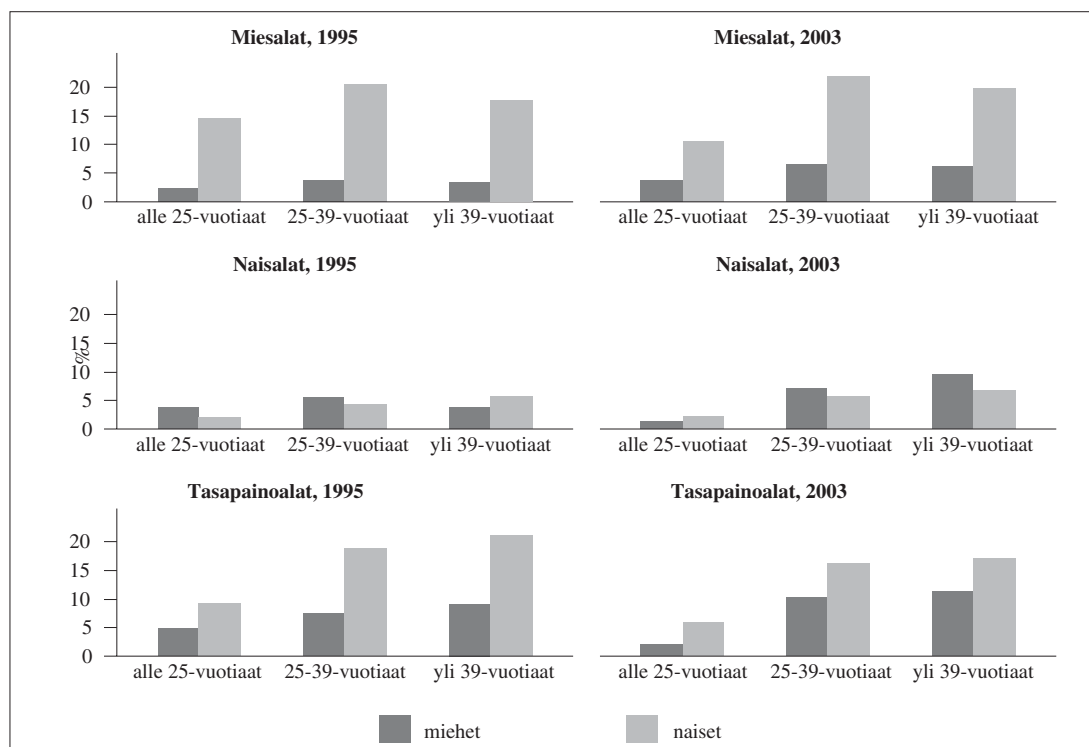 Miesalat, 1995
20
15
10
5
0
alle 25-vuotiaat 25-39-vuotiaat yli 39-vuotiaat
Miesalat, 2003
alle 25-vuotiaat 25-39-vuotiaat yli 39-vuotiaat
Naisalat, 1995
20
15
10
5
0
%
alle 25-vuotiaat 25-39-vuotiaat yli 39-vuotiaat
Naisalat, 2003
alle 25-vuotiaat 25-39-vuotiaat yli 39-vuotiaat
Tasapainoalat, 1995
20
15
10
5
0
alle 25-vuotiaat 25-39-vuotiaat yli 39-vuotiaat
Tasapainoalat, 2003
alle 25-vuotiaat 25-39-vuotiaat yli 39-vuotiaat
miehet naiset